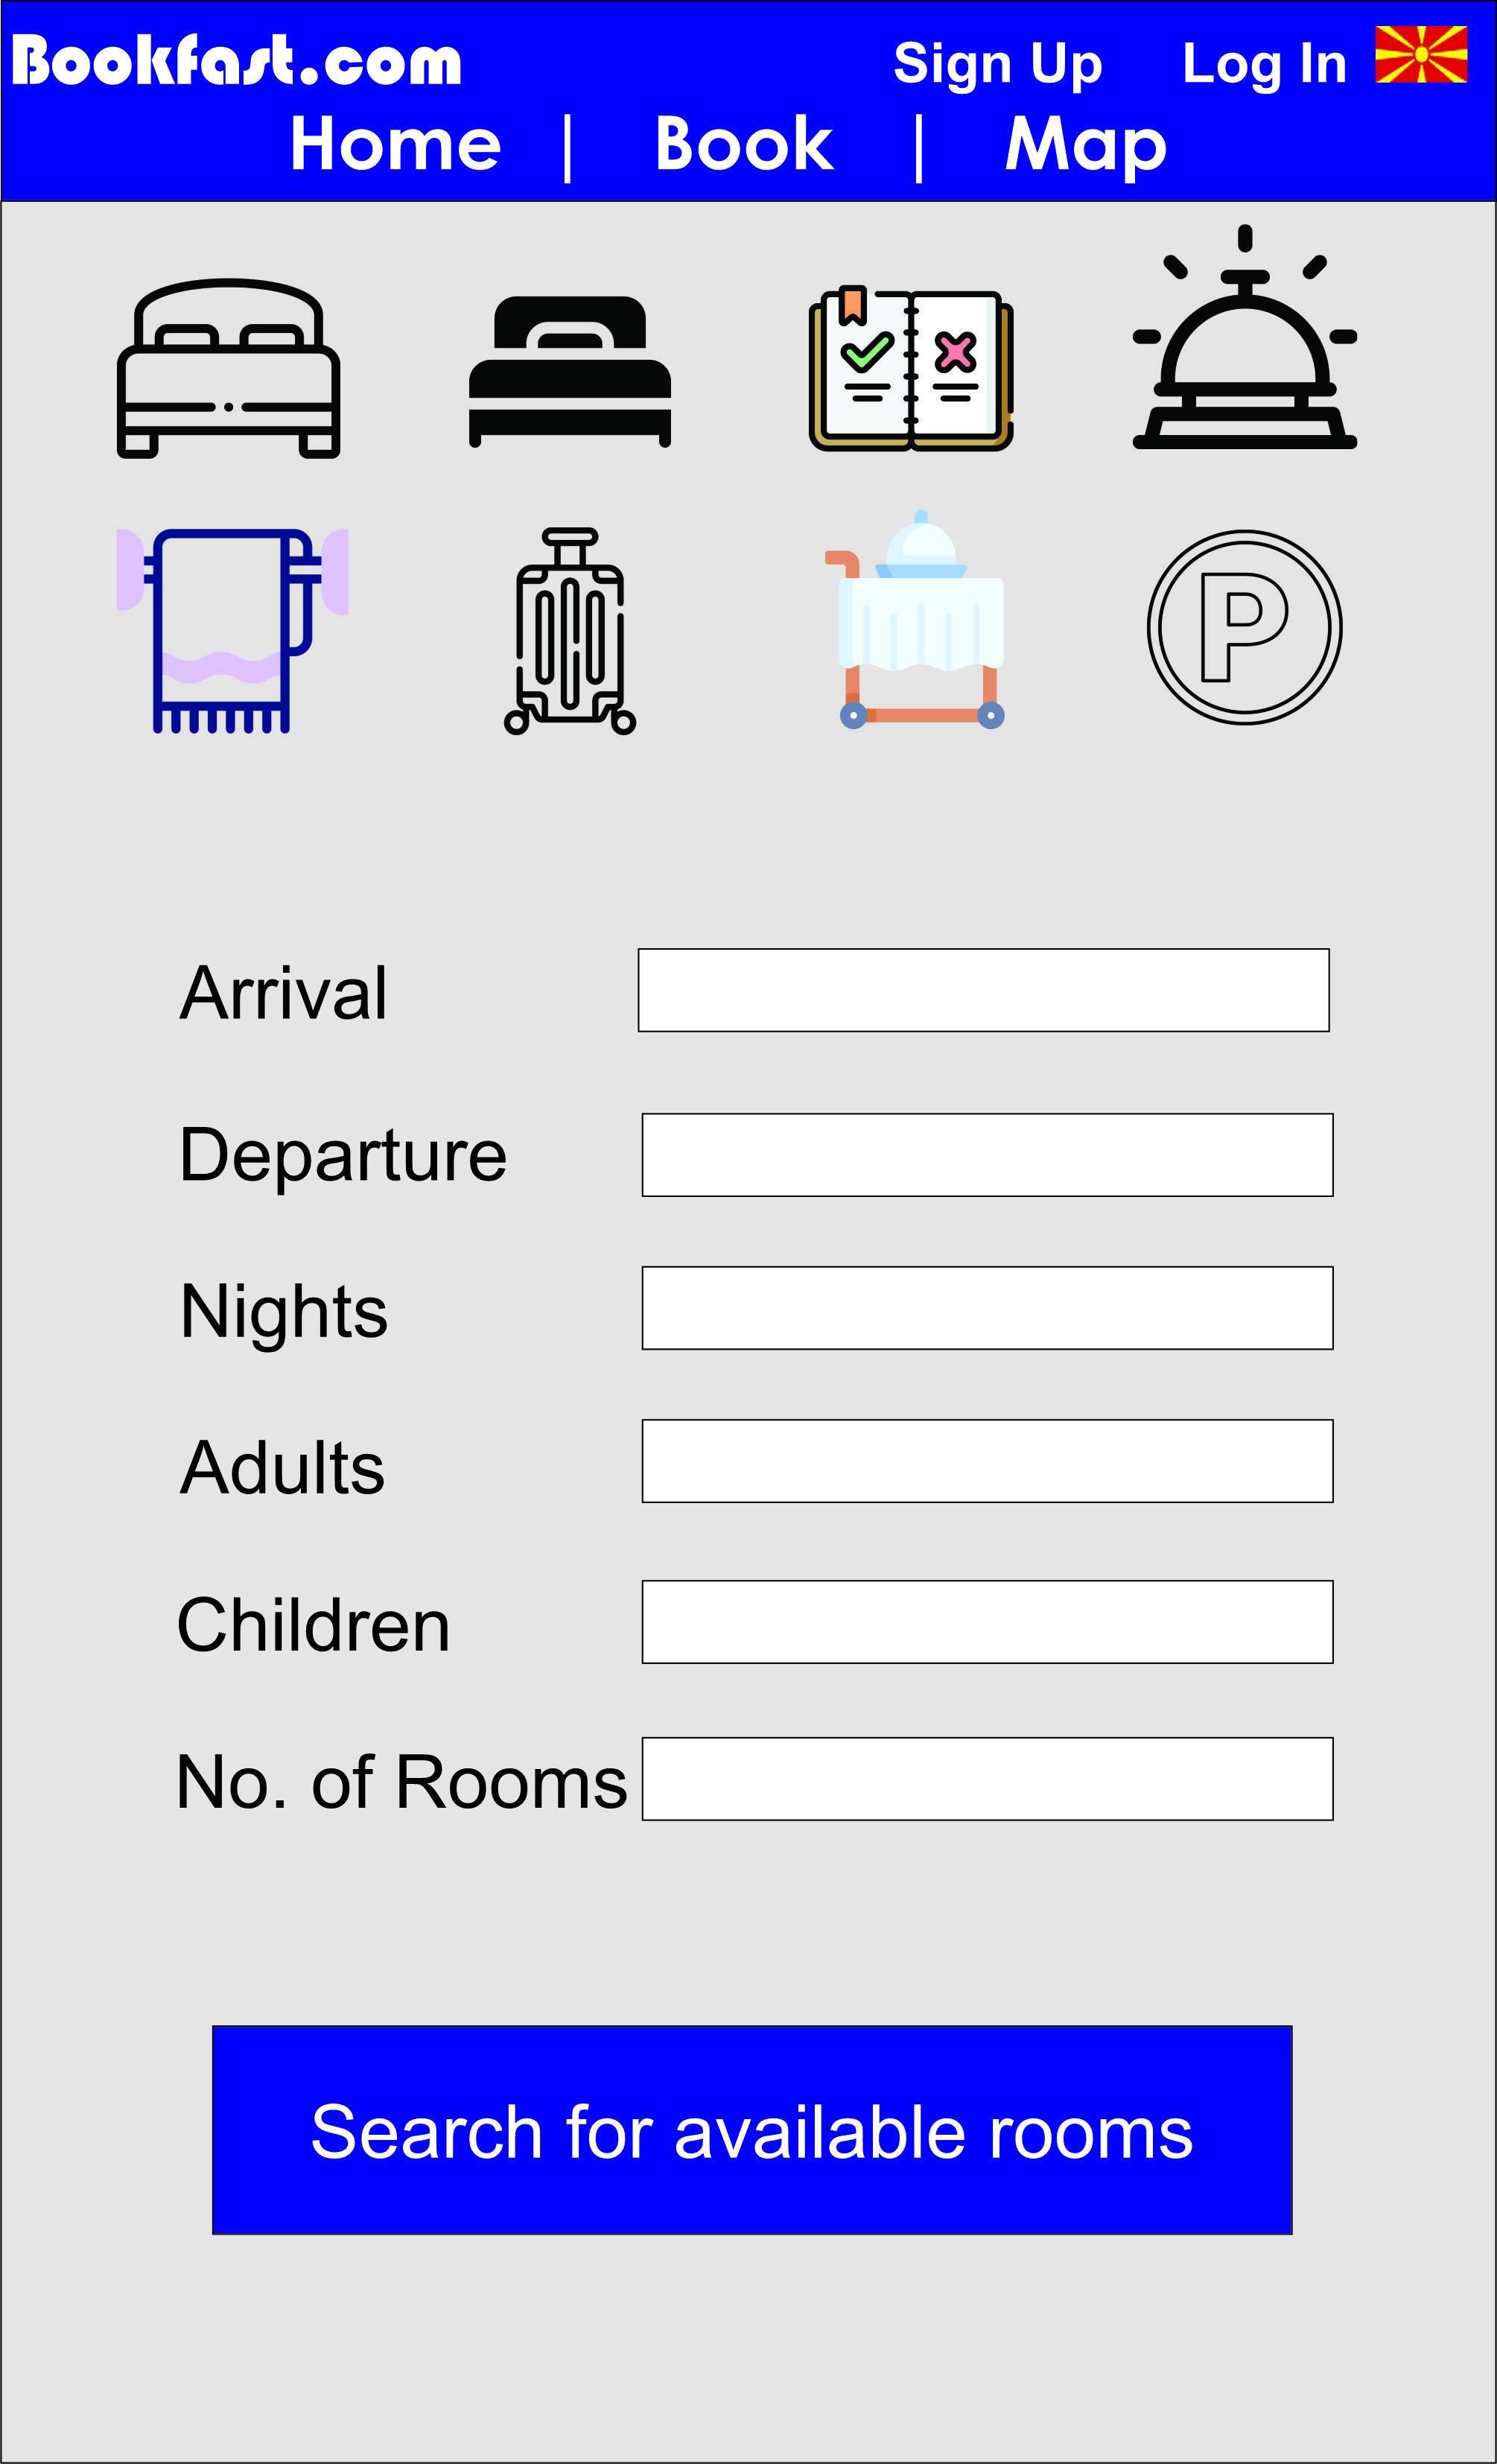 Bookfast.com
Sign Up Log In
Home | Book | Map
P
Arrival
Departure
Nights
Adults
Children
No. of Rooms
Search for available rooms